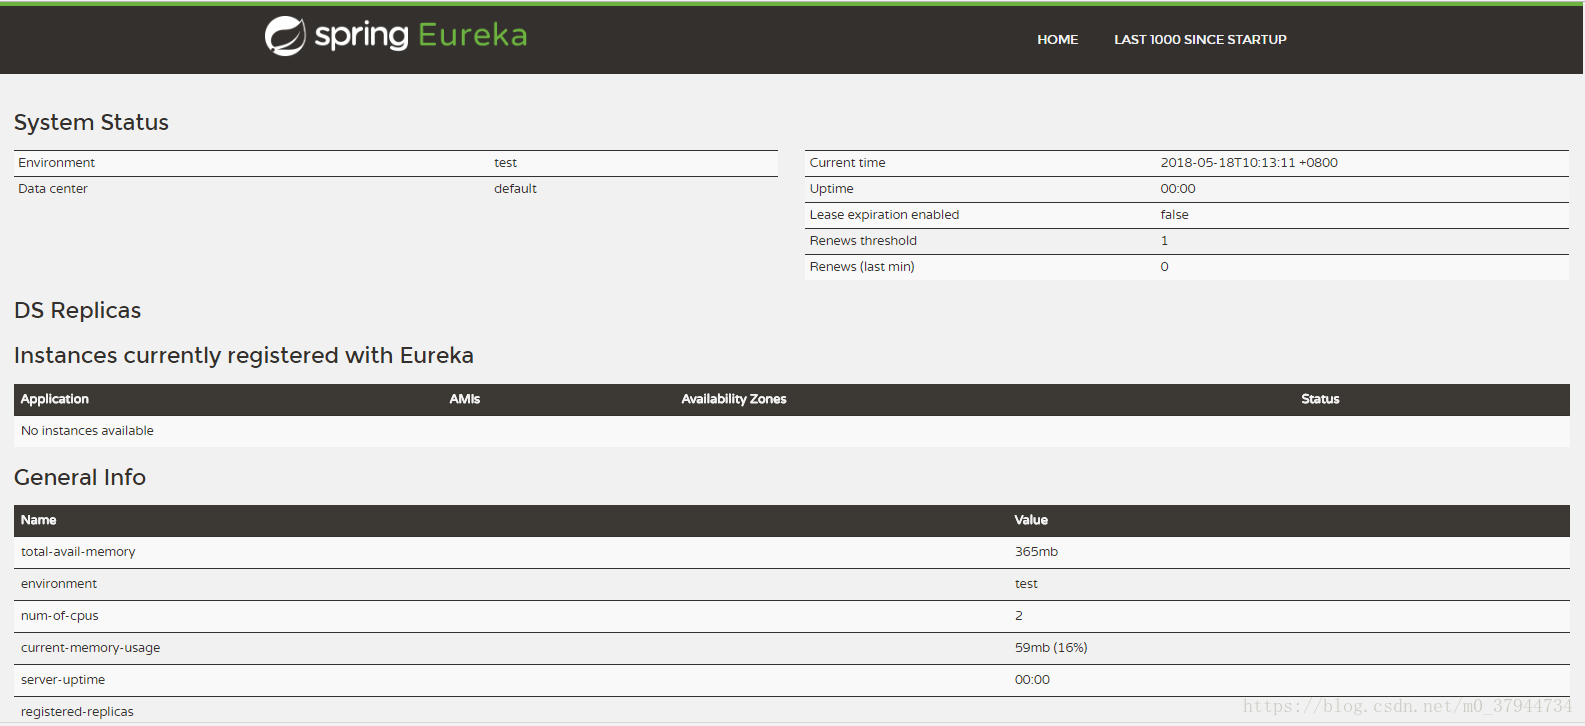 spring Eureka
HOME LAST 1000 SINCE STARTUP
System Status
Environment test
Data center default
Current time 2018-05-18T10:13:11 +0800
Uptime 00:00
Lease expiration enabled false
Renews threshold 1
Renews (last min) 0
DS Replicas
Instances currently registered with Eureka
Application AMIs Availability Zones Status
No instances available
General Info
Name Value
total-avail-memory 365mb
environment test
num-of-cpus 2
current-memory-usage 59mb (16%)
server-uptime 00:00
registered-replicas
https://blog.csdn.net/m0_37944734